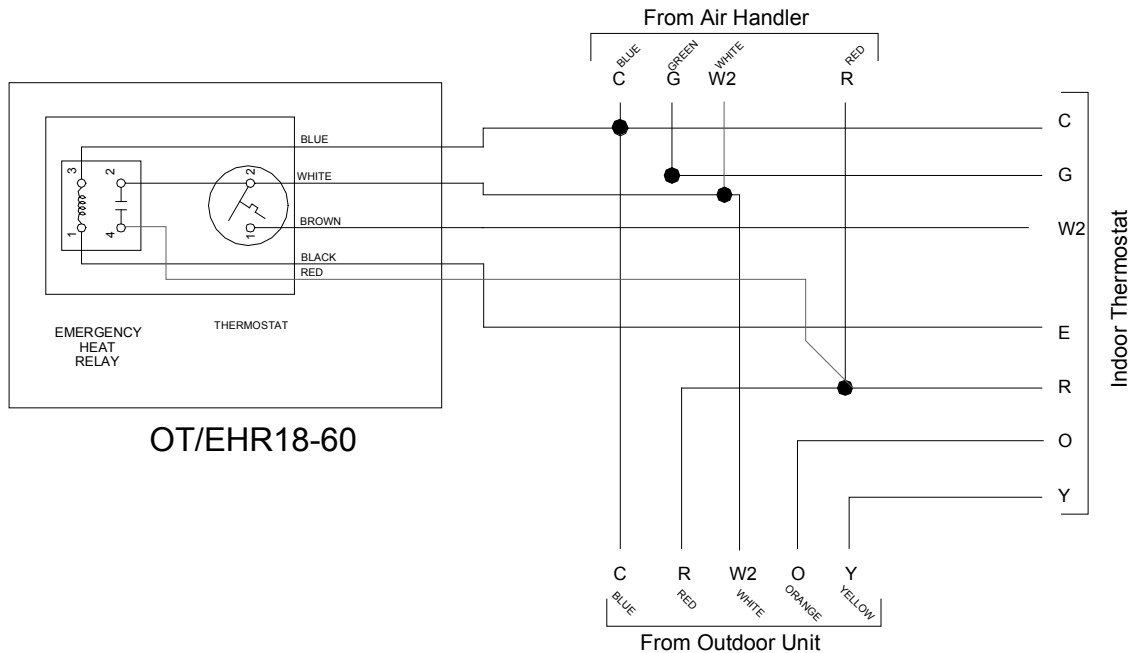 From Air Handler
BLUE
GREEN
WHITE
RED
C
G
W2
R
3
2
1
4
2
1
BLUE
WHITE
BROWN
BLACK
RED
EMERGENCY
HEAT
RELAY
THERMOSTAT
OT/EHR18-60
C
G
W2
E
R
O
Y
Indoor Thermostat
C
R
W2
O
Y
BLUE
RED
WHITE
ORANGE
YELLOW
From Outdoor Unit